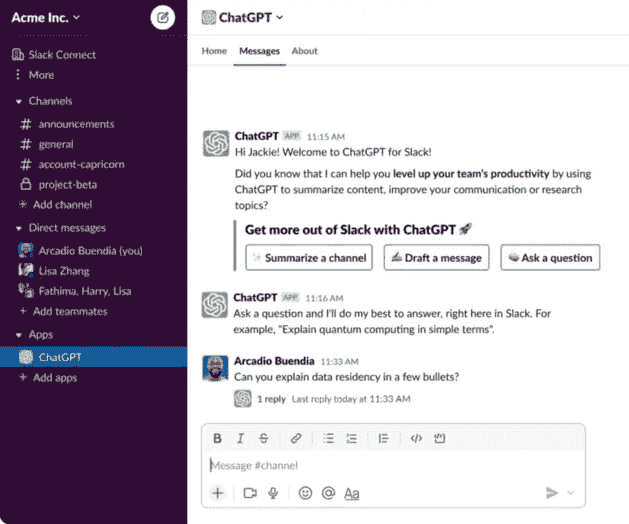 Acme Inc.
Slack Connect
More
Channels
# announcements
# general
# account-capricorn
project-beta
+ Add channel
Direct messages
Arcadio Buendia (you)
Lisa Zhang
Fathima, Harry, Lisa
+ Add teammates
Apps
ChatGPT
+ Add apps
ChatGPT
Home Messages About
ChatGPT APP 11:15 AM
Hi Jackie! Welcome to ChatGPT for Slack!
Did you know that I can help you level up your team's productivity by using
ChatGPT to summarize content, improve your communication or research
topics?
Get more out of Slack with ChatGPT 🚀
Summarize a channel Draft a message Ask a question
ChatGPT APP 11:16 AM
Ask a question and I'll do my best to answer, right here in Slack. For
example, "Explain quantum computing in simple terms".
Arcadio Buendia 11:33 AM
Can you explain data residency in a few bullets?
1 reply Last reply today at 11:33 AM
B I S
Message #channel
+ @ Aa